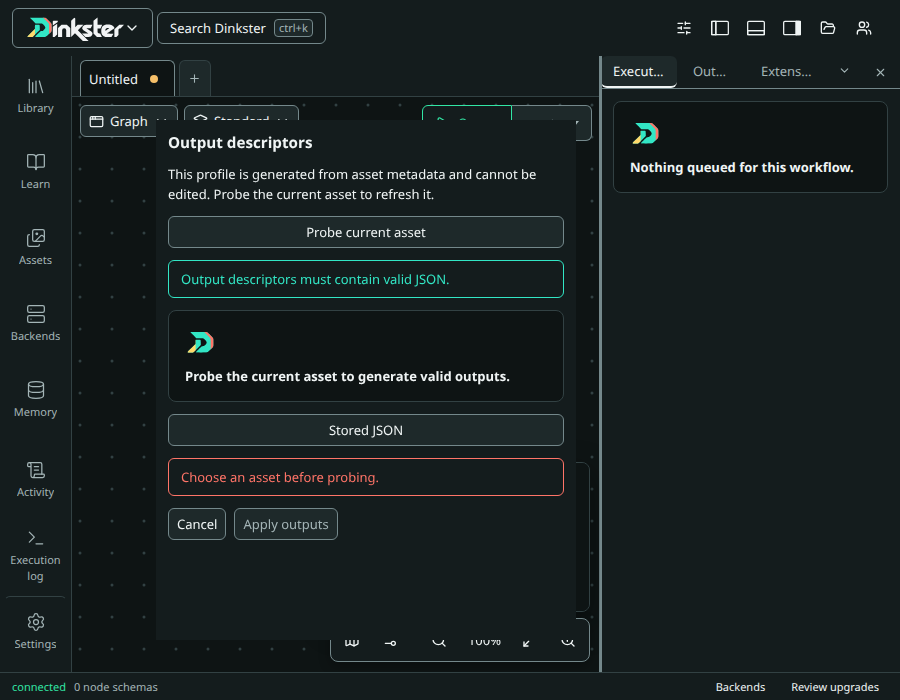 Dinkster
Search Dinkster ctrl+k
Library
Learn
Assets
Backends
Memory
Activity
Execution
log
Settings
Untitled
+
Graph
Standard
Output descriptors
This profile is generated from asset metadata and cannot be
edited. Probe the current asset to refresh it.
Probe current asset
Output descriptors must contain valid JSON.
Probe the current asset to generate valid outputs.
Stored JSON
Choose an asset before probing.
Cancel
Apply outputs
100%
Execut...
Out...
Extens...
Nothing queued for this workflow.
connected 0 node schemas
Backends
Review upgrades